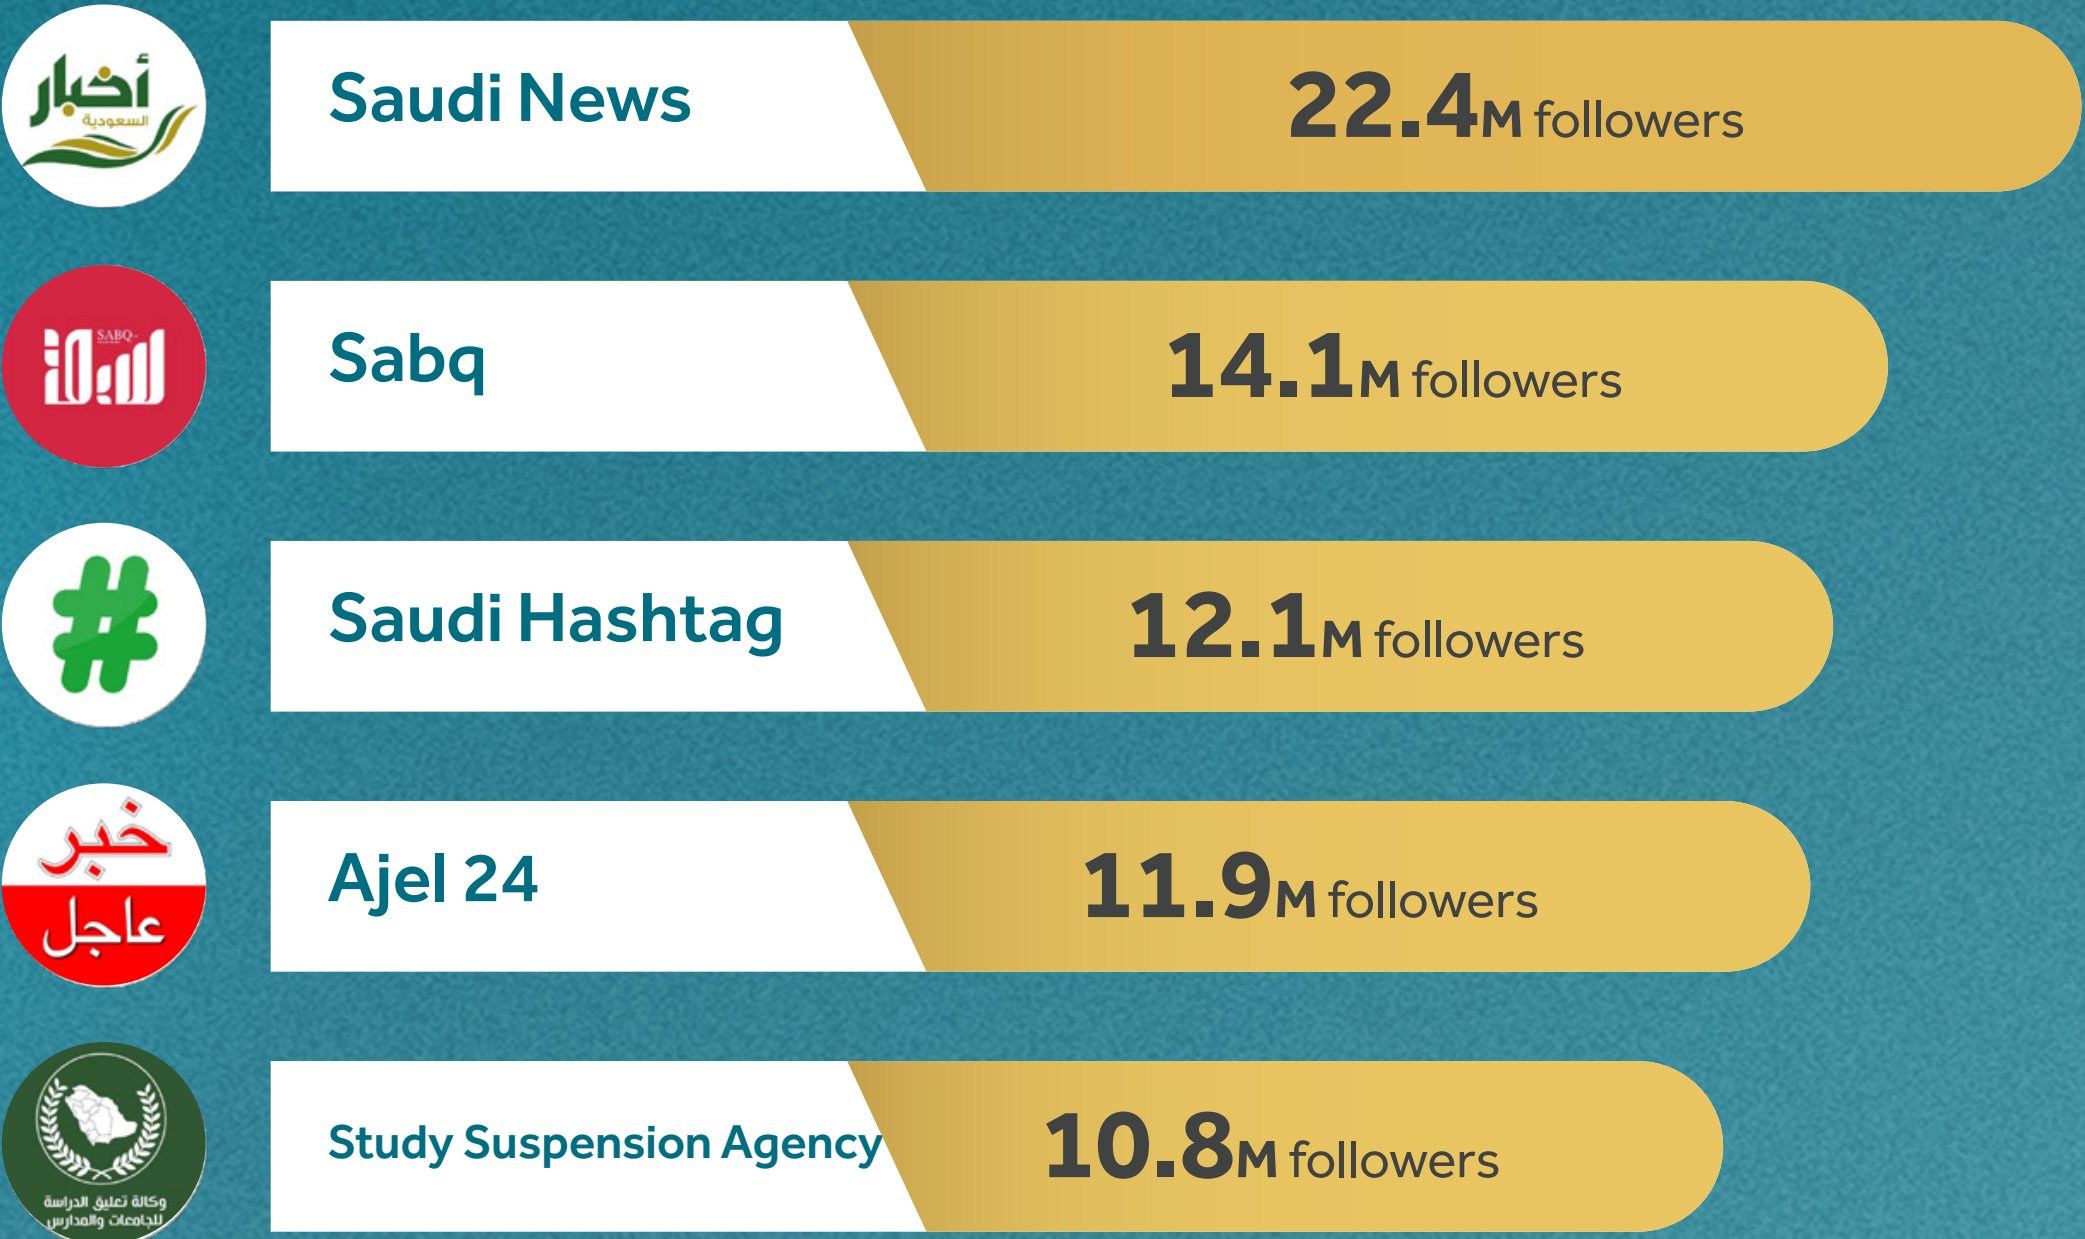 أخبار
السعودية
Saudi News
22.4M followers
SABQ
سبق
Sabq
14.1M followers
#
Saudi Hashtag
12.1M followers
خبر
عاجل
Ajel 24
11.9M followers
وكالة تعليق الدراسة
للجامعات والمدارس
Study Suspension Agency
10.8M followers